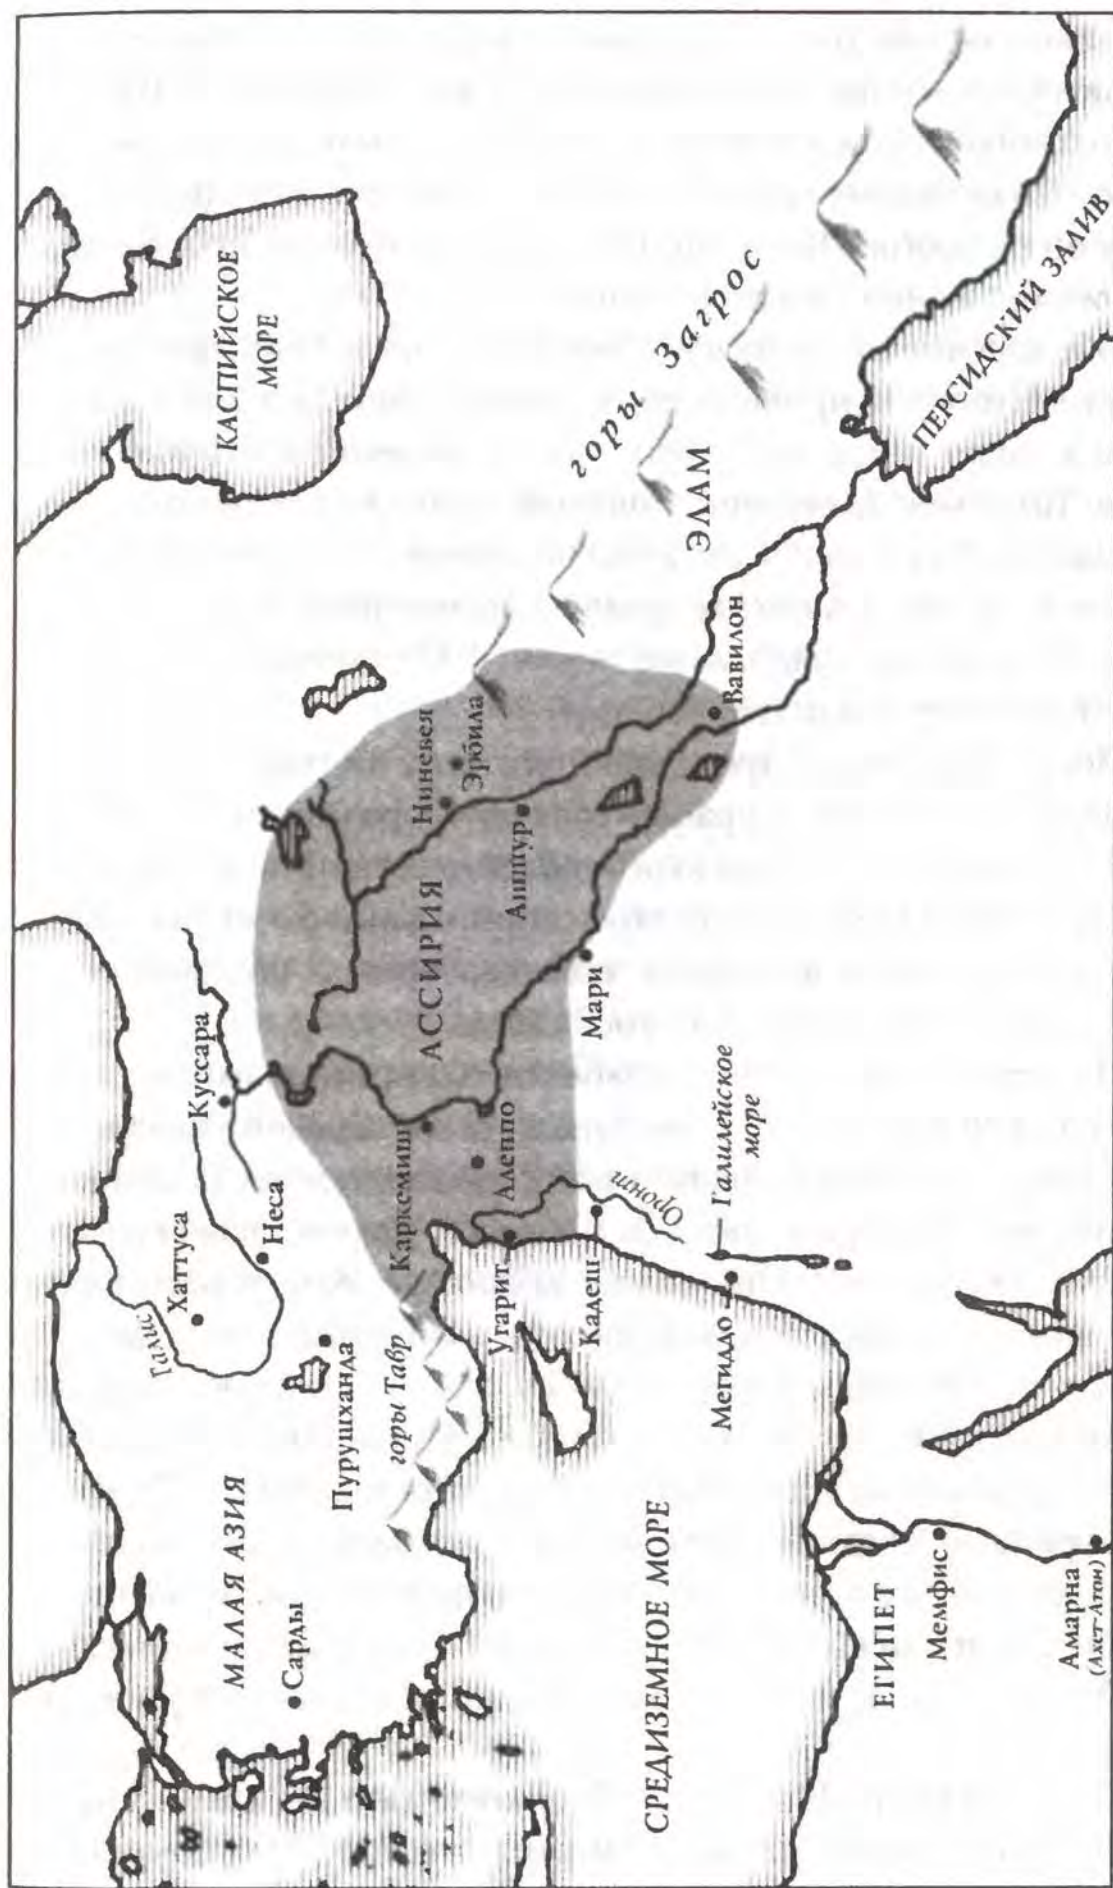 КАСПИЙСКОЕ
МОРЕ
МАЛАЯ АЗИЯ
Галис
Хаттуса
Куссара
Неса
Сарды
Пурушханда
горы Тавр
Каркемиш
Алеппо
АССИРИЯ
Ниневея
Эрбила
Ашшур
горы Загрос
ЭЛАМ
Угарит
Кадеш
Оронт
Мари
Вавилон
СРЕДИЗЕМНОЕ МОРЕ
Мегиддо
Галилейское
море
ПЕРСИДСКИЙ ЗАЛИВ
ЕГИПЕТ
Мемфис
Амарна
(Ахет-Атон)